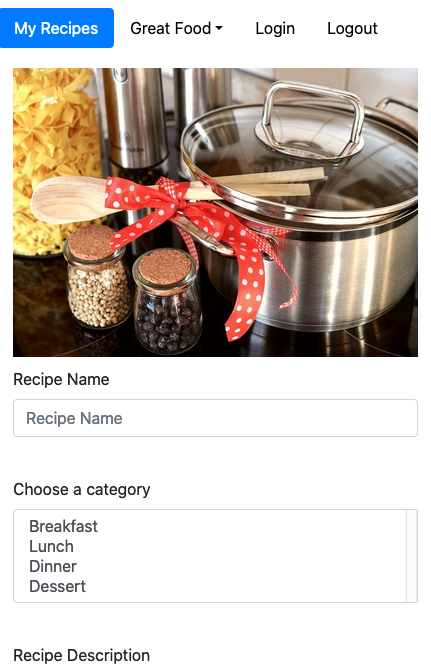 My Recipes Great Food Login Logout
Recipe Name
Recipe Name
Choose a category
Breakfast
Lunch
Dinner
Dessert
Recipe Description